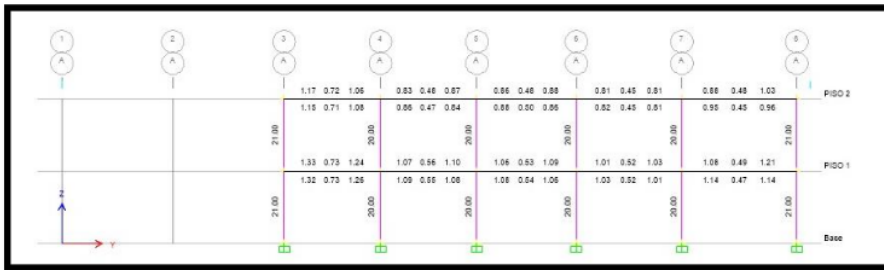 1 2 3 4 5 6 7 8
A A A A A A A A
1.17 0.72 1.06 0.83 0.48 0.87 0.86 0.48 0.88 0.81 0.45 0.81 0.88 0.48 1.03 PISO 2
1.15 0.71 1.08 0.86 0.47 0.84 0.88 0.50 0.86 0.82 0.45 0.81 0.95 0.45 0.96
21.00 20.00 20.00 20.00 20.00 21.00
1.33 0.73 1.24 1.07 0.56 1.10 1.06 0.53 1.09 1.01 0.52 1.03 1.08 0.49 1.21 PISO 1
1.32 0.73 1.26 1.09 0.55 1.08 1.08 0.54 1.06 1.03 0.52 1.01 1.14 0.47 1.14
21.00 20.00 20.00 20.00 20.00 21.00
Z
Y
Base